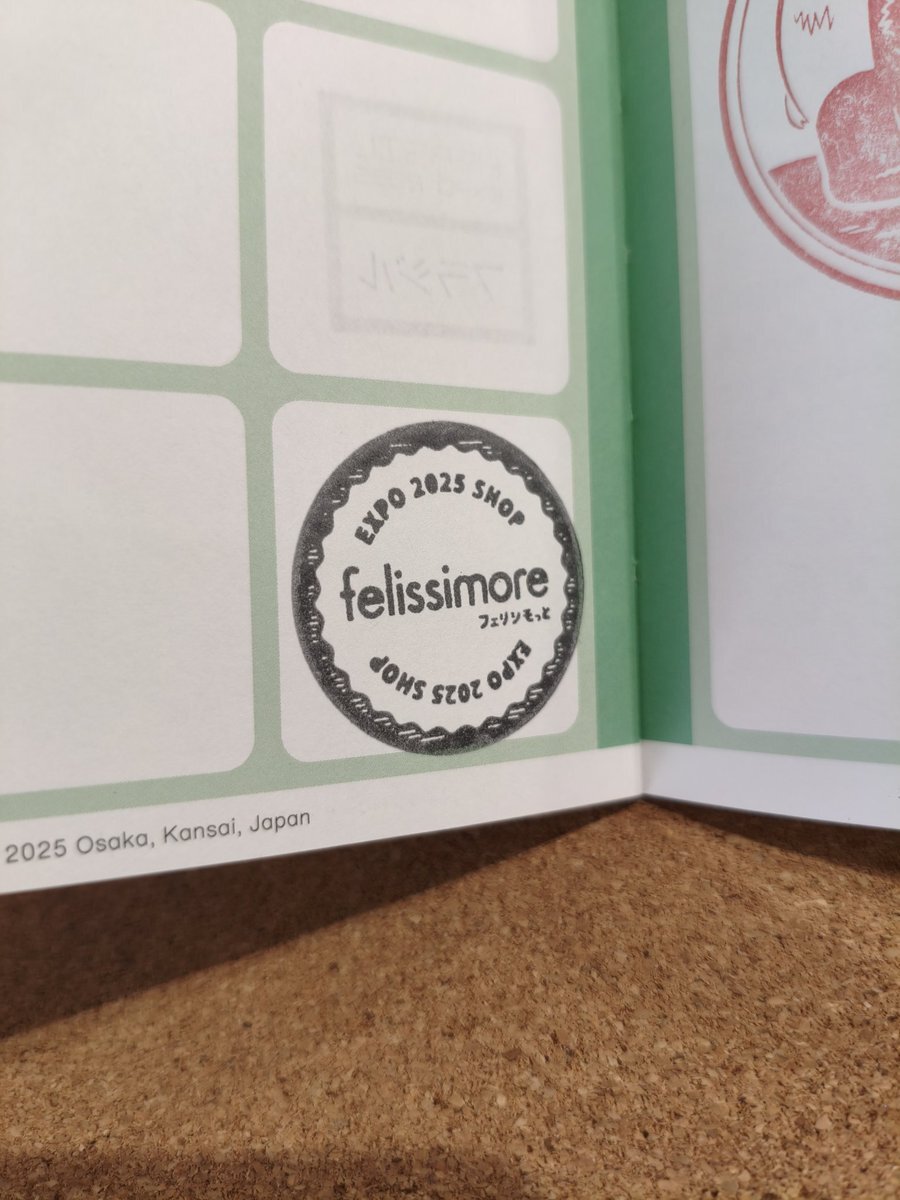 EXPO 2025 SHOP
felissimore
フェリシモっと
EXPO 2025 SHOP
2025 Osaka, Kansai, Japan